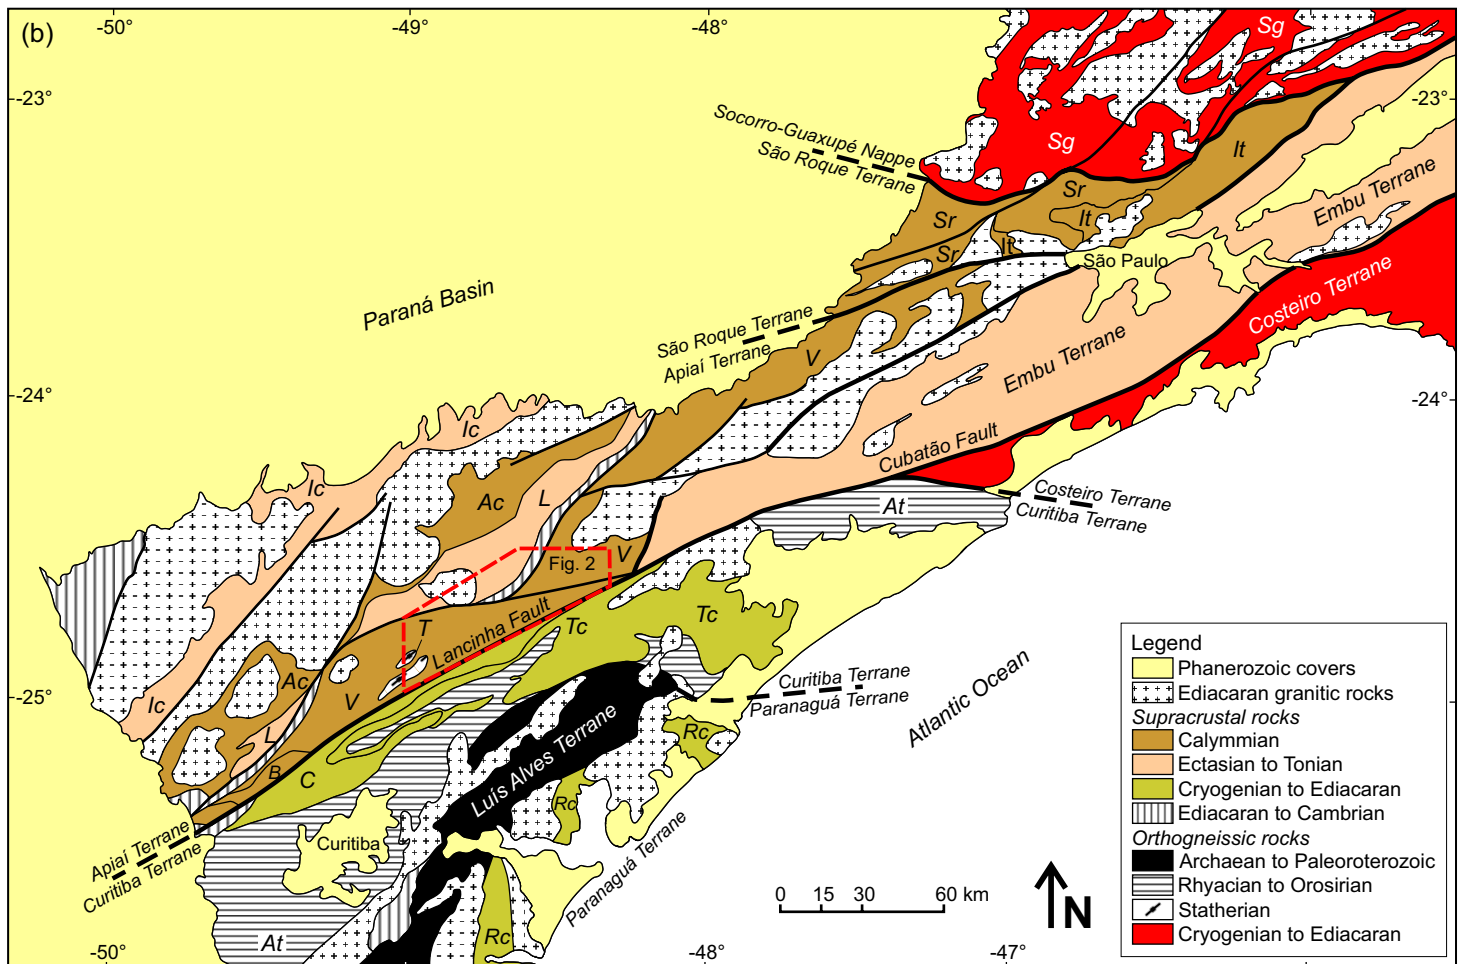 -50°
-49°
-48°
(b)
Sg
-23°
-23°
Socorro-Guaxupé Nappe
São Roque Terrane
Sg
It
Sr
It
Sr
It
Sr
Embu Terrane
São Paulo
Costeiro Terrane
Paraná Basin
São Roque Terrane
Apiaí Terrane
V
Embu Terrane
-24°
-24°
Ic
Cubatão Fault
Ic
Ac
L
At
Costeiro Terrane
Curitiba Terrane
V
Fig. 2
T
Lancinha Fault
Tc
Tc
Ac
Ic
V
-25°
Curitiba Terrane
Paranaguá Terrane
Atlantic Ocean
L
B
C
Luís Alves Terrane
Rc
Rc
Curitiba
Apiaí Terrane
Curitiba Terrane
Paranaguá Terrane
At
Rc
0 15 30 60 km
N
-50°
-48°
-47°
Legend
Phanerozoic covers
Ediacaran granitic rocks
Supracrustal rocks
Calymmian
Ectasian to Tonian
Cryogenian to Ediacaran
Ediacaran to Cambrian
Orthogneissic rocks
Archaean to Paleoroterozoic
Rhyacian to Orosirian
Statherian
Cryogenian to Ediacaran